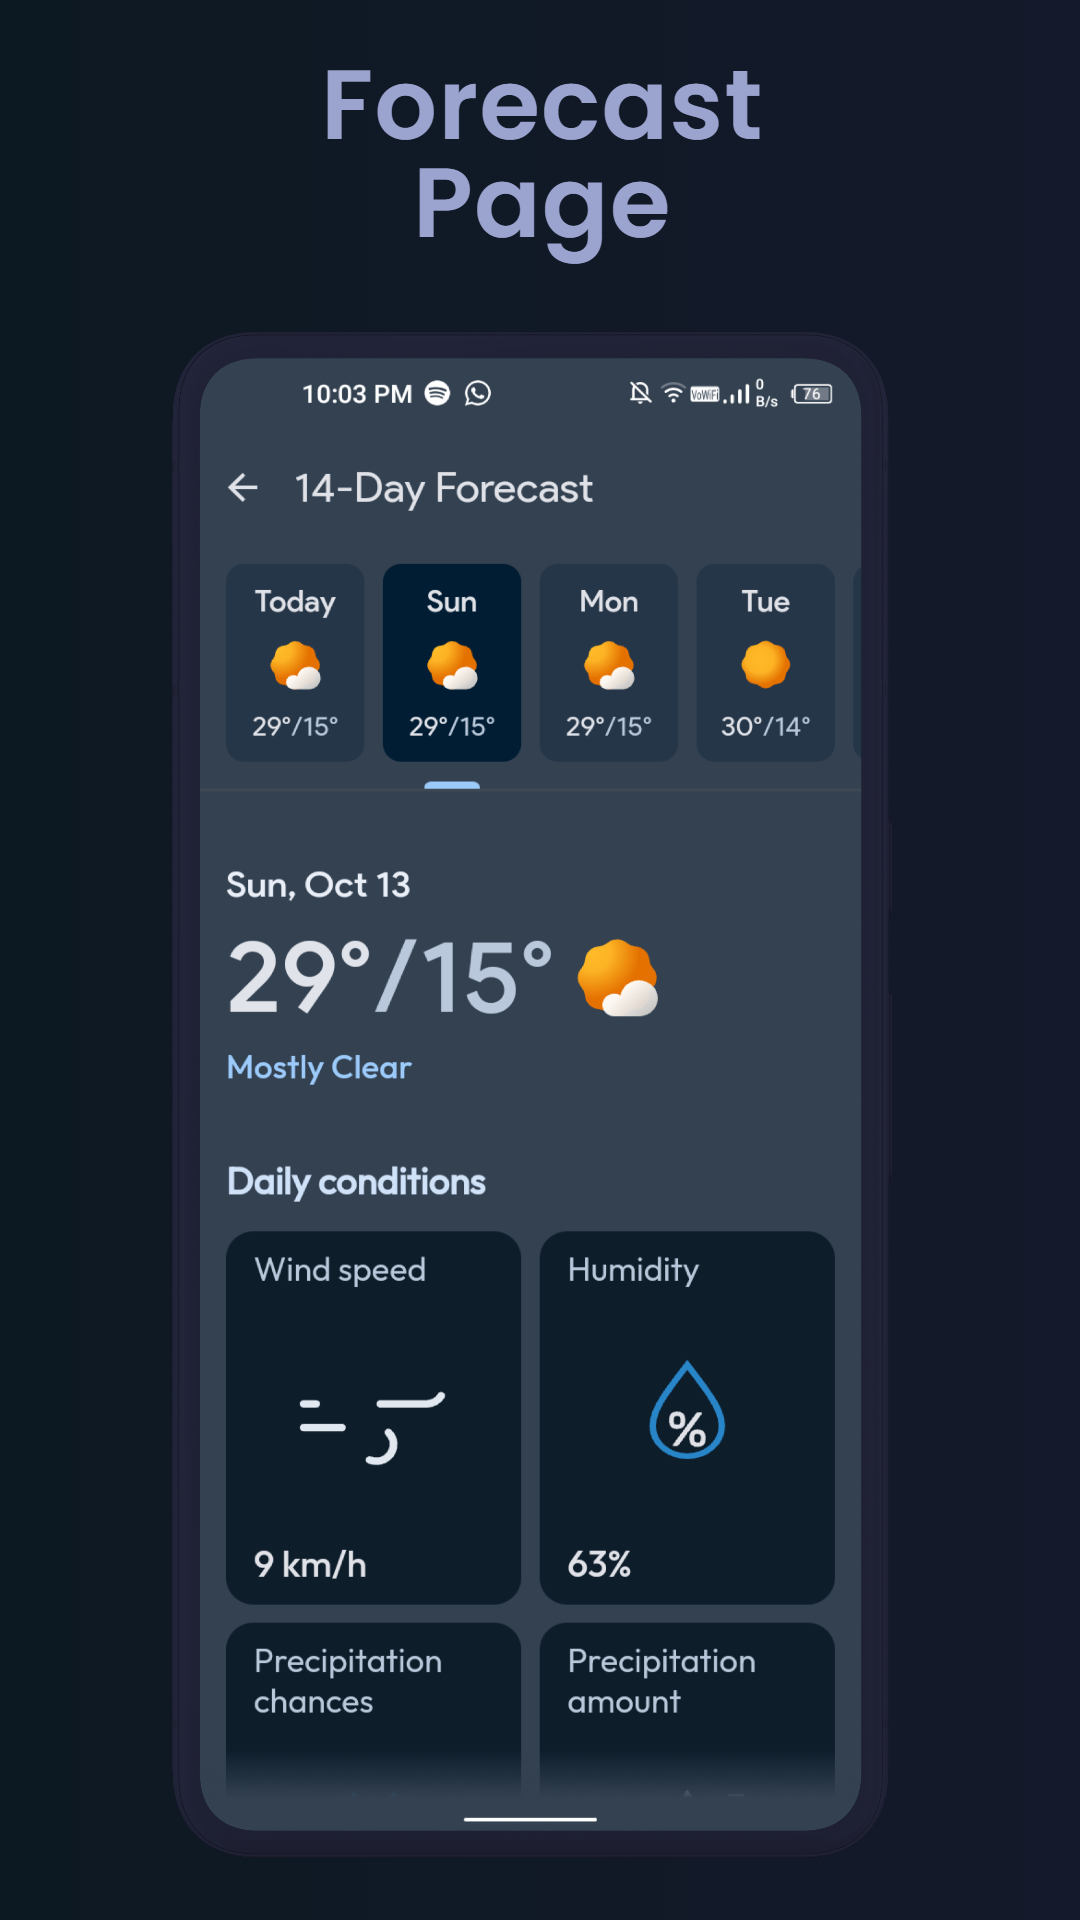 Forecast
Page
10:03 PM VoWiFi 0 B/s 76
14-Day Forecast
Today Sun Mon Tue
29°/15° 29°/15° 29°/15° 30°/14°
Sun, Oct 13
29°/15°
Mostly Clear
Daily conditions
Wind speed Humidity
%
9 km/h 63%
Precipitation Precipitation
chances amount